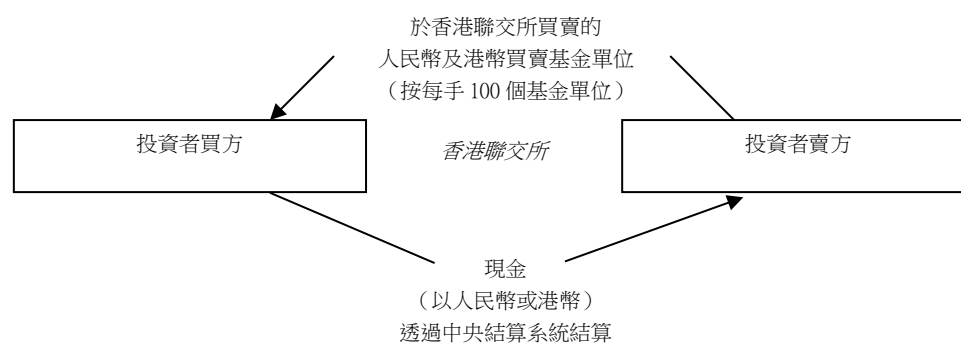 於香港聯交所買賣的
人民幣及港幣買賣基金單位
（按每手 100 個基金單位）
投資者買方
香港聯交所
投資者賣方
現金
（以人民幣或港幣）
透過中央結算系統結算